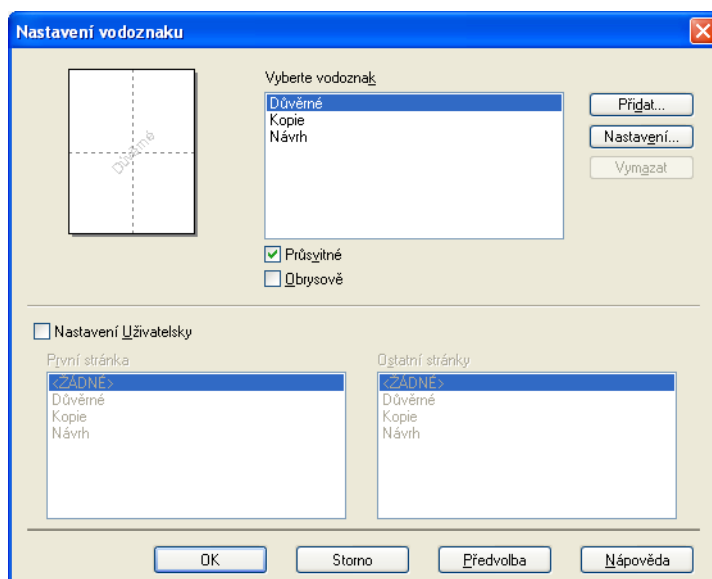 Nastavení vodoznaku
Vyberte vodoznak
Důvěrné
Důvěrné
Kopie
Návrh
Přidat...
Nastavení...
Vymazat
Průsvitné
Obrysově
Nastavení Uživatelsky
První stránka
Ostatní stránky
<ŽÁDNÉ>
Důvěrné
Kopie
Návrh
<ŽÁDNÉ>
Důvěrné
Kopie
Návrh
OK
Storno
Předvolba
Nápověda